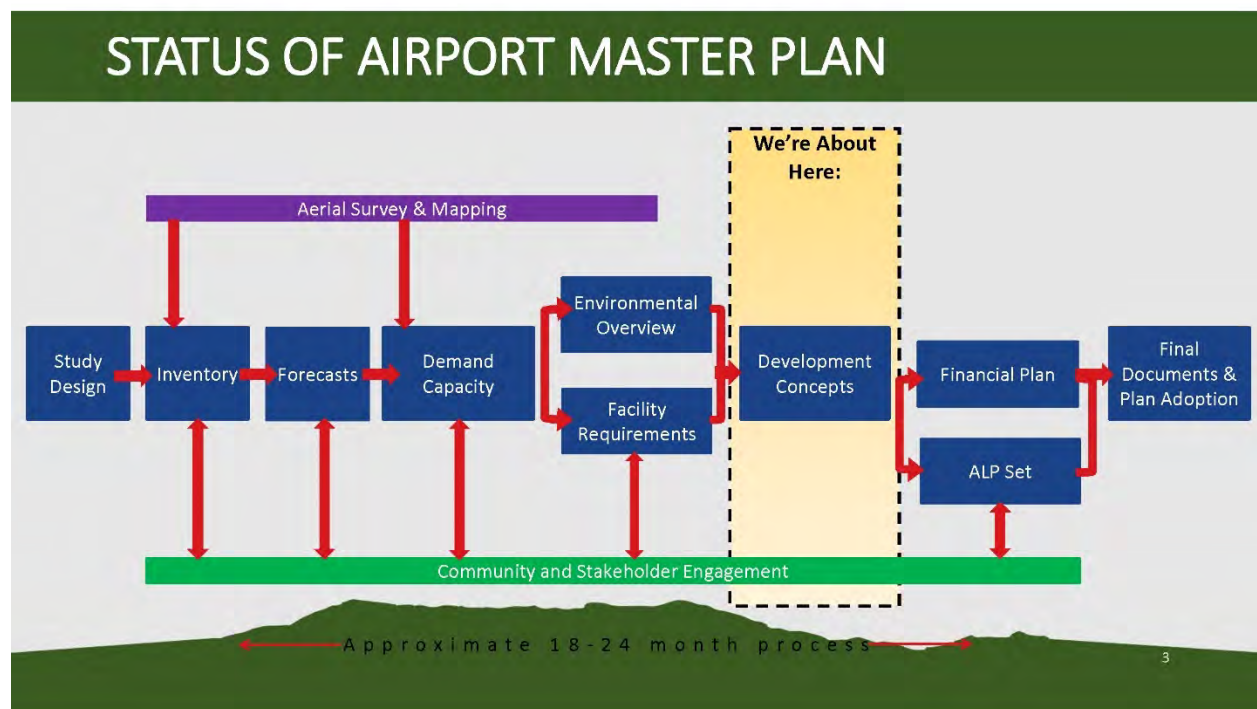 STATUS OF AIRPORT MASTER PLAN
We're About
Here:
Aerial Survey & Mapping
Study
Design
Inventory
Forecasts
Demand
Capacity
Environmental
Overview
Facility
Requirements
Development
Concepts
Financial Plan
ALP Set
Final
Documents &
Plan Adoption
Community and Stakeholder Engagement
Approximate 18-24 month process
3